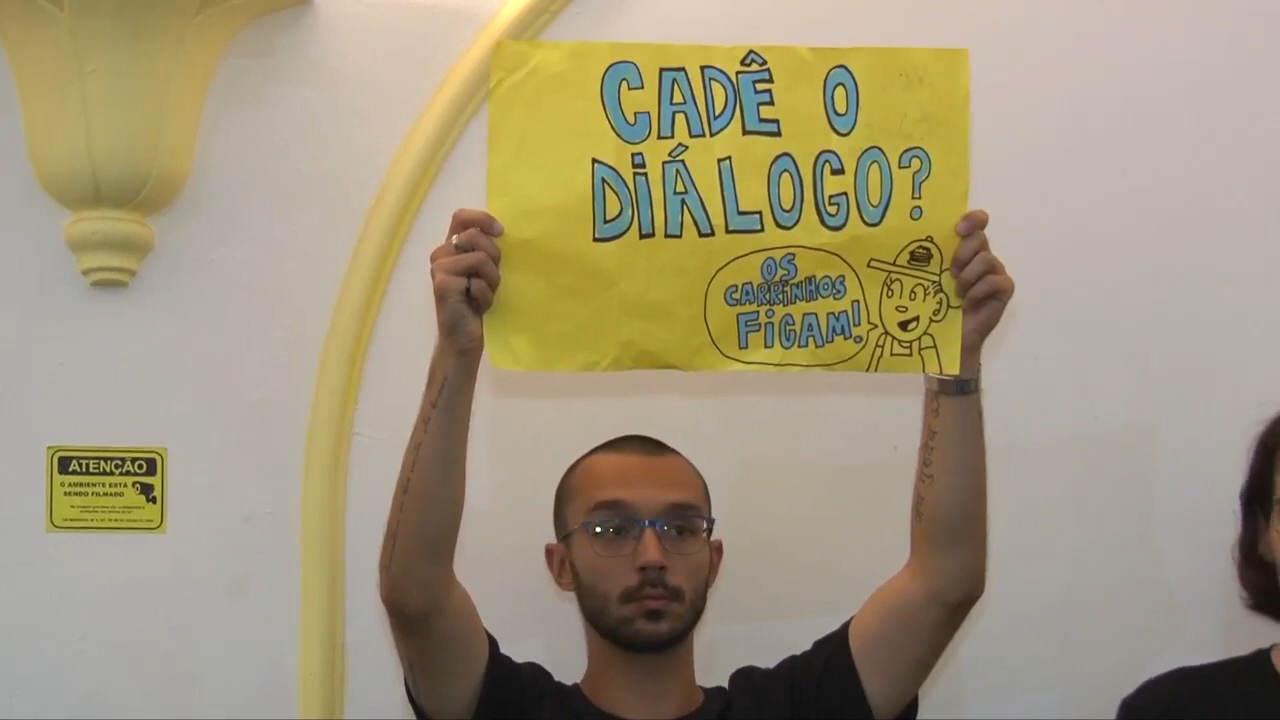 CADÊ O
DIÁLOGO?
OS
CARRINHOS
FICAM!
ATENÇÃO
O AMBIENTE ESTÁ
SENDO FILMADO